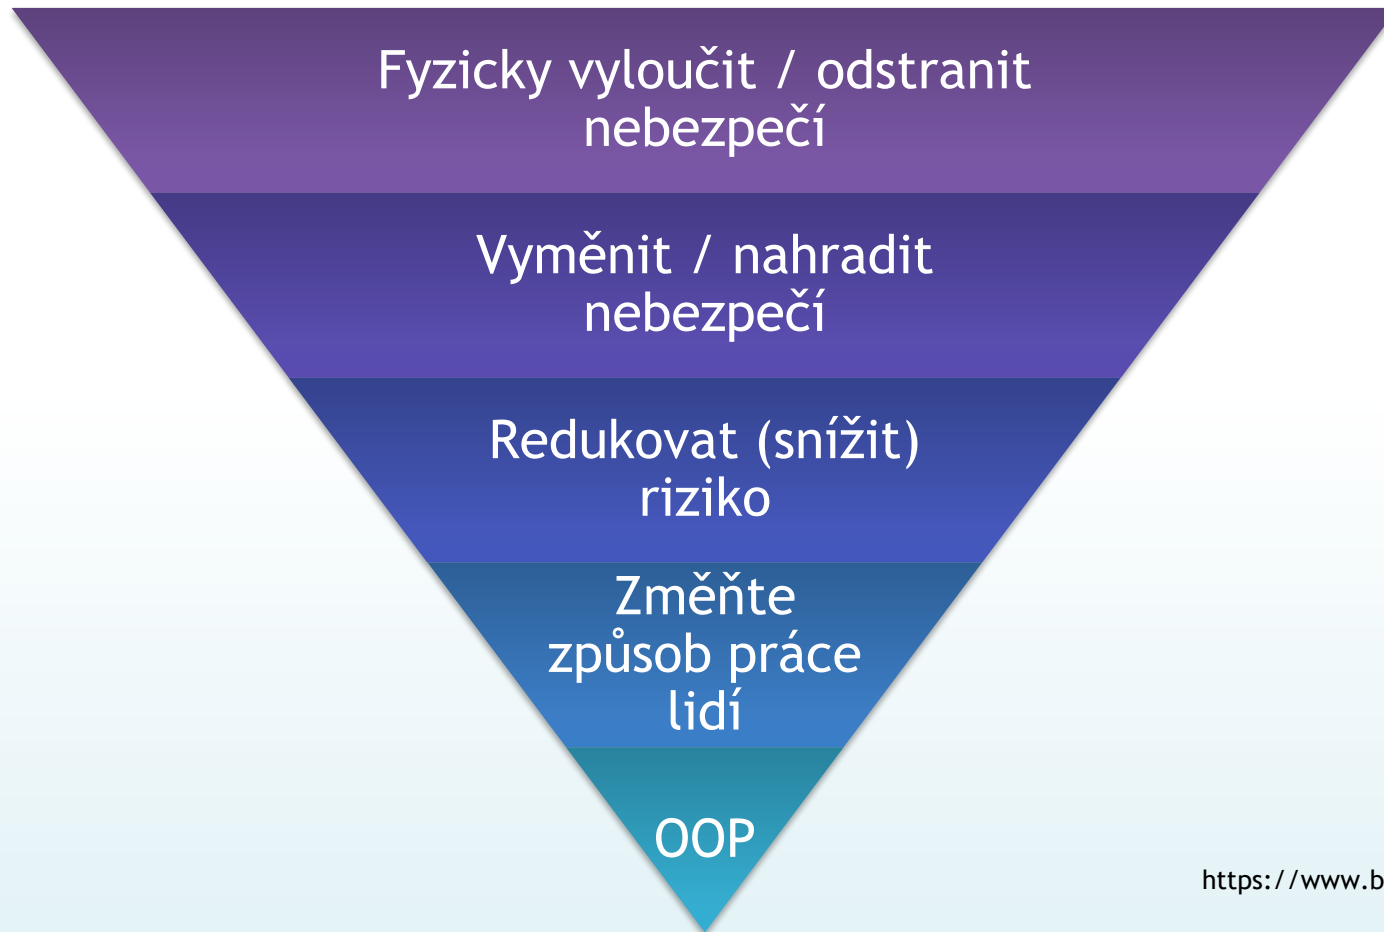 Fyzicky vyloučit / odstranit
nebezpečí
Vyměnit / nahradit
nebezpečí
Redukovat (snížit)
riziko
Změňte
způsob práce
lidí
OOP
https://www.b